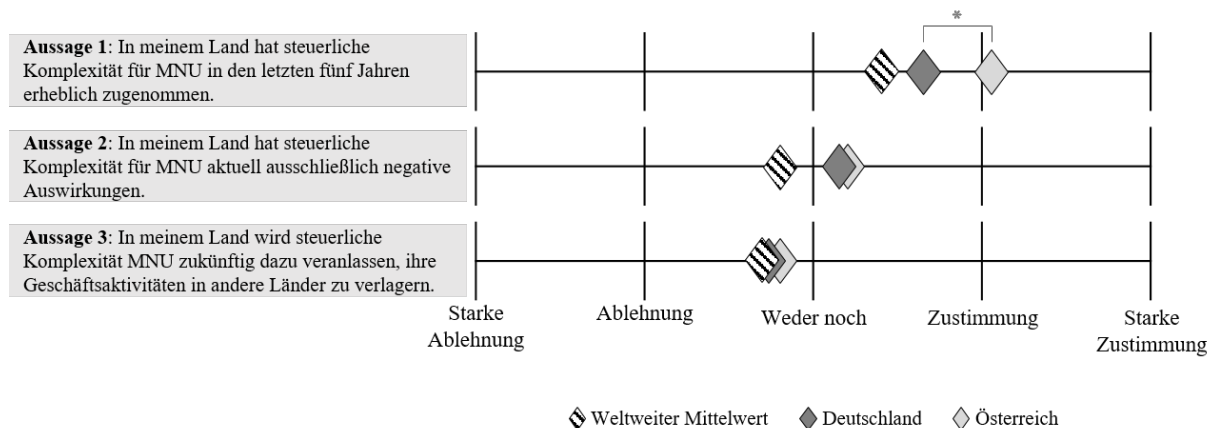 *
Aussage 1: In meinem Land hat steuerliche
Komplexität für MNU in den letzten fünf Jahren
erheblich zugenommen.
Aussage 2: In meinem Land hat steuerliche
Komplexität für MNU aktuell ausschließlich negative
Auswirkungen.
Aussage 3: In meinem Land wird steuerliche
Komplexität MNU zukünftig dazu veranlassen, ihre
Geschäftsaktivitäten in andere Länder zu verlagern.
Starke
Ablehnung
Ablehnung
Weder noch
Zustimmung
Starke
Zustimmung
Weltweiter Mittelwert
Deutschland
Österreich